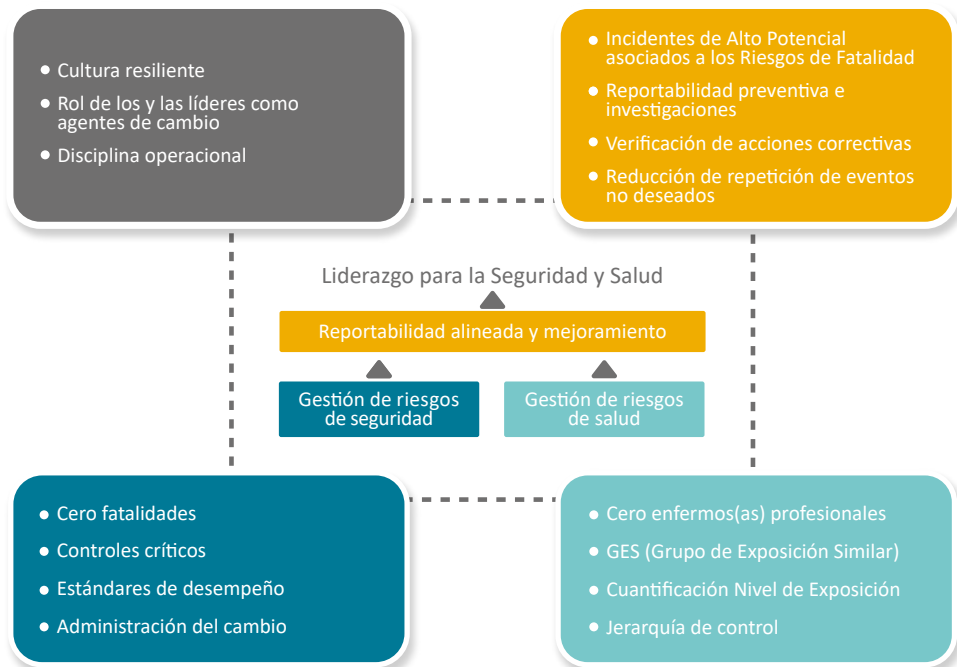 • Cultura resiliente
• Rol de los y las líderes como
agentes de cambio
• Disciplina operacional
• Incidentes de Alto Potencial
asociados a los Riesgos de Fatalidad
• Reportabilidad preventiva e
investigaciones
• Verificación de acciones correctivas
• Reducción de repetición de eventos
no deseados
Liderazgo para la Seguridad y Salud
Reportabilidad alineada y mejoramiento
Gestión de riesgos
de seguridad
Gestión de riesgos
de salud
• Cero fatalidades
• Controles críticos
• Estándares de desempeño
• Administración del cambio
• Cero enfermos(as) profesionales
• GES (Grupo de Exposición Similar)
• Cuantificación Nivel de Exposición
• Jerarquía de control